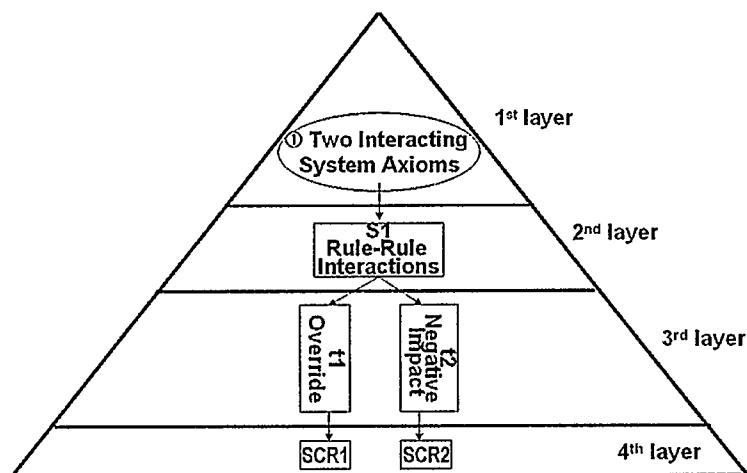 1st layer
① Two Interacting
System Axioms
2nd layer
S1
Rule-Rule
Interactions
3rd layer
t1
Override
t2
Negative
Impact
4th layer
SCR1
SCR2